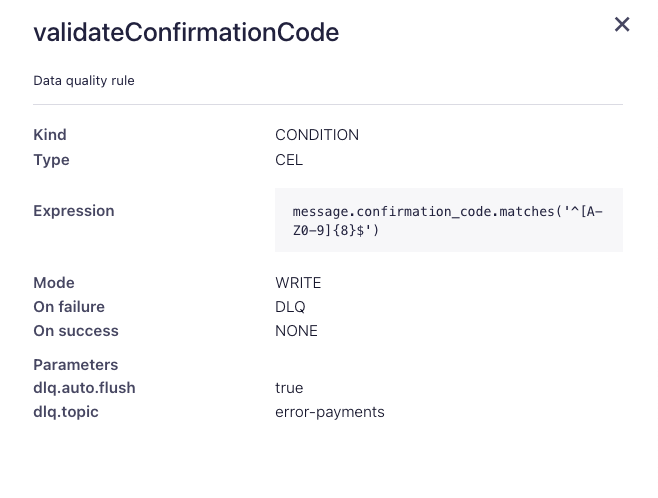 validateConfirmationCode
Data quality rule
Kind CONDITION
Type CEL
Expression message.confirmation_code.matches('^[A-
Z0-9]{8}$')
Mode WRITE
On failure DLQ
On success NONE
Parameters
dlq.auto.flush true
dlq.topic error-payments